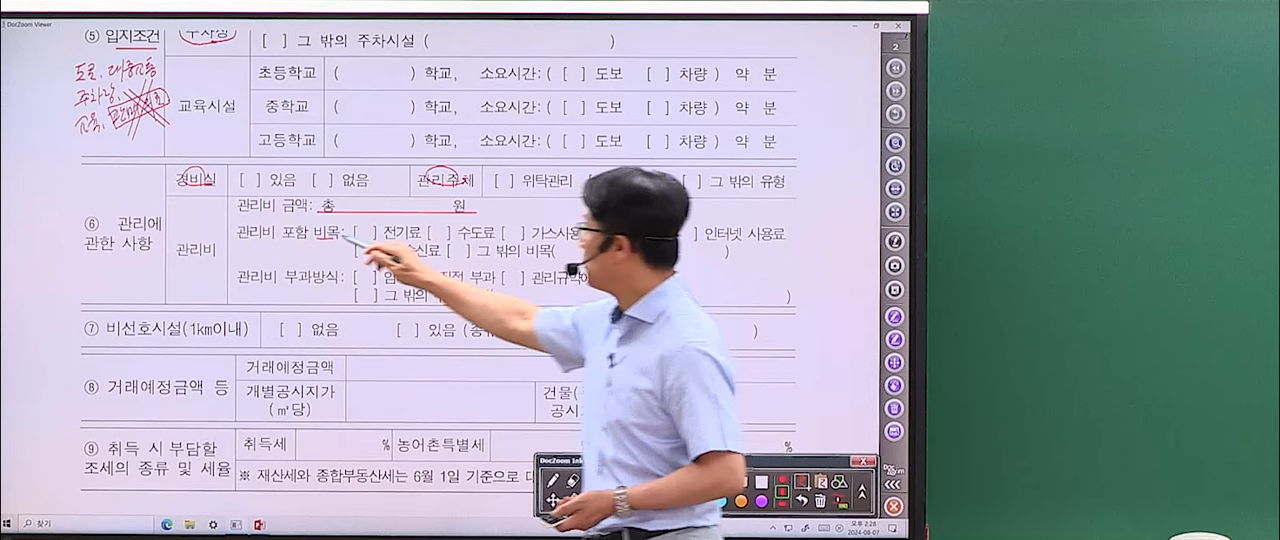 DocZoom Viewer
⑤ 입지조건
[ ] 그 밖의 주차시설 ( )
도로, 대중교통
주차장,
교육,
교육시설
초등학교 ( ) 학교, 소요시간: ( [ ] 도보 [ ] 차량 ) 약 분
중학교 ( ) 학교, 소요시간: ( [ ] 도보 [ ] 차량 ) 약 분
고등학교 ( ) 학교, 소요시간: ( [ ] 도보 [ ] 차량 ) 약 분
⑥ 관리에 관한 사항
경비실 [ ] 있음 [ ] 없음 관리주체 [ ] 위탁관리 [ ] 그 밖의 유형
관리비
관리비 금액: 총 원
관리비 포함 비목: [ ] 전기료 [ ] 수도료 [ ] 가스사용 ] 인터넷 사용료
[ 수신료 [ ] 그 밖의 비목( )
관리비 부과방식: [ ] 직접 부과 [ ] 관리규약에
[ ] 그 밖의 )
⑦ 비선호시설(1km이내) [ ] 없음 [ ] 있음 ( )
⑧ 거래예정금액 등
거래예정금액
개별공시지가
(㎡당)
건물(
공시
⑨ 취득 시 부담할
조세의 종류 및 세율
취득세 % 농어촌특별세 %
※ 재산세와 종합부동산세는 6월 1일 기준으로 대
DocZoom Ink
찾기
오후 2:28
2024-08-07
2